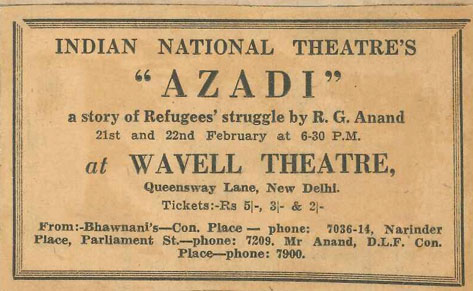 INDIAN NATIONAL THEATRE'S
"AZADI"
a story of Refugees' struggle by R. G. Anand
21st and 22nd February at 6-30 P.M.
at WAVELL THEATRE,
Queensway Lane, New Delhi.
Tickets:-Rs 5|-, 3|- & 2|-
From:-Bhawnani's—Con. Place — phone: 7036-14, Narinder
Place, Parliament St.—phone: 7209. Mr Anand, D.L.F. Con.
Place—phone: 7900.